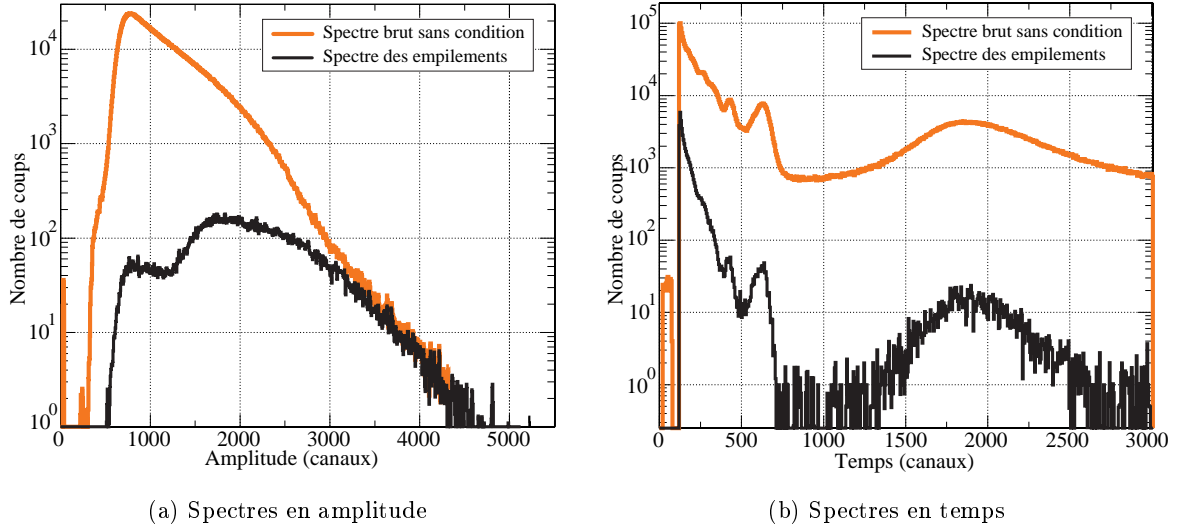 Spectre brut sans condition
Spectre des empilements
Nombre de coups
10^4
10^3
10^2
10^1
10^0
0
1000
2000
3000
4000
5000
Amplitude (canaux)
(a) Spectres en amplitude
Spectre brut sans condition
Spectre des empilements
Nombre de coups
10^5
10^4
10^3
10^2
10^1
10^0
0
500
1000
1500
2000
2500
3000
Temps (canaux)
(b) Spectres en temps